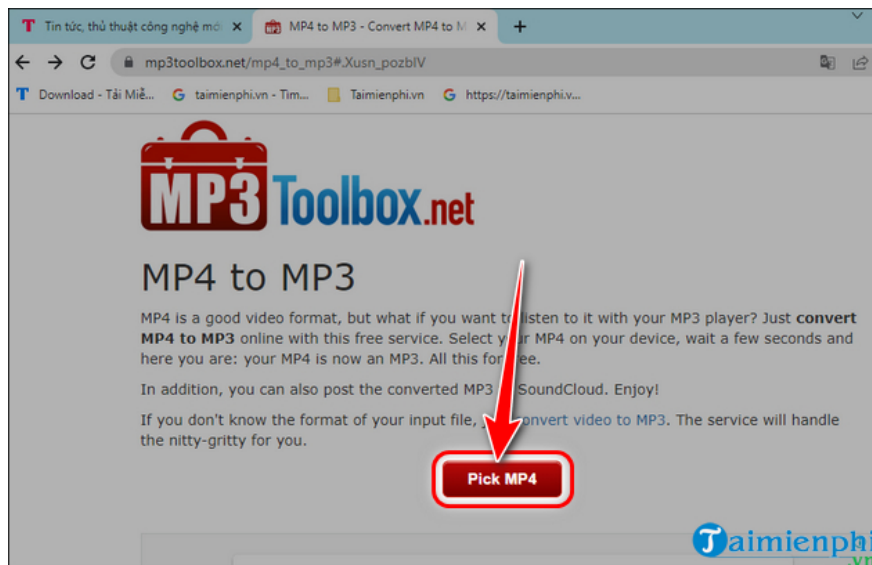 Tin tức, thủ thuật công nghệ mới
MP4 to MP3 - Convert MP4 to M
mp3toolbox.net/mp4_to_mp3#.Xusn_pozbIV
Download - Tải Miễ...
taimienphi.vn - Tìm...
Taimienphi.vn
https://taimienphi.v...
MP3 Toolbox.net
MP4 to MP3
MP4 is a good video format, but what if you want to listen to it with your MP3 player? Just convert
MP4 to MP3 online with this free service. Select your MP4 on your device, wait a few seconds and
here you are: your MP4 is now an MP3. All this for free.
In addition, you can also post the converted MP3 SoundCloud. Enjoy!
If you don't know the format of your input file, convert video to MP3. The service will handle
the nitty-gritty for you.
Pick MP4
Taimienphi
.vn